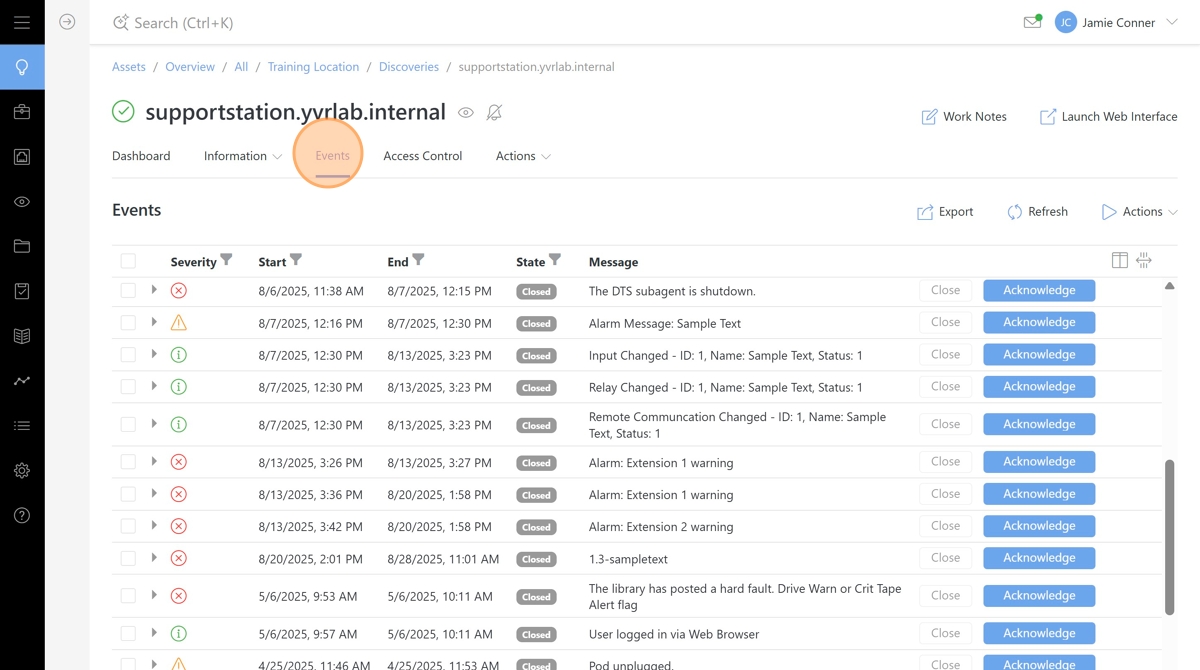 Search (Ctrl+K)
JC Jamie Conner
Assets / Overview / All / Training Location / Discoveries / supportstation.yvrlab.internal
supportstation.yvrlab.internal
Work Notes Launch Web Interface
Dashboard Information Events Access Control Actions
Events
Export Refresh Actions
Severity Start End State Message
8/6/2025, 11:38 AM 8/7/2025, 12:15 PM Closed The DTS subagent is shutdown. Close Acknowledge
8/7/2025, 12:16 PM 8/7/2025, 12:30 PM Closed Alarm Message: Sample Text Close Acknowledge
8/7/2025, 12:30 PM 8/13/2025, 3:23 PM Closed Input Changed - ID: 1, Name: Sample Text, Status: 1 Close Acknowledge
8/7/2025, 12:30 PM 8/13/2025, 3:23 PM Closed Relay Changed - ID: 1, Name: Sample Text, Status: 1 Close Acknowledge
8/7/2025, 12:30 PM 8/13/2025, 3:23 PM Closed Remote Communcation Changed - ID: 1, Name: Sample
Text, Status: 1 Close Acknowledge
8/13/2025, 3:26 PM 8/13/2025, 3:27 PM Closed Alarm: Extension 1 warning Close Acknowledge
8/13/2025, 3:36 PM 8/20/2025, 1:58 PM Closed Alarm: Extension 1 warning Close Acknowledge
8/13/2025, 3:42 PM 8/20/2025, 1:58 PM Closed Alarm: Extension 2 warning Close Acknowledge
8/20/2025, 2:01 PM 8/28/2025, 11:01 AM Closed 1.3-sampletext Close Acknowledge
5/6/2025, 9:53 AM 5/6/2025, 10:11 AM Closed The library has posted a hard fault. Drive Warn or Crit Tape
Alert flag Close Acknowledge
5/6/2025, 9:57 AM 5/6/2025, 10:11 AM Closed User logged in via Web Browser Close Acknowledge
4/25/2025, 11:46 AM 4/25/2025, 11:53 AM Closed Pod unplugged. Close Acknowledge